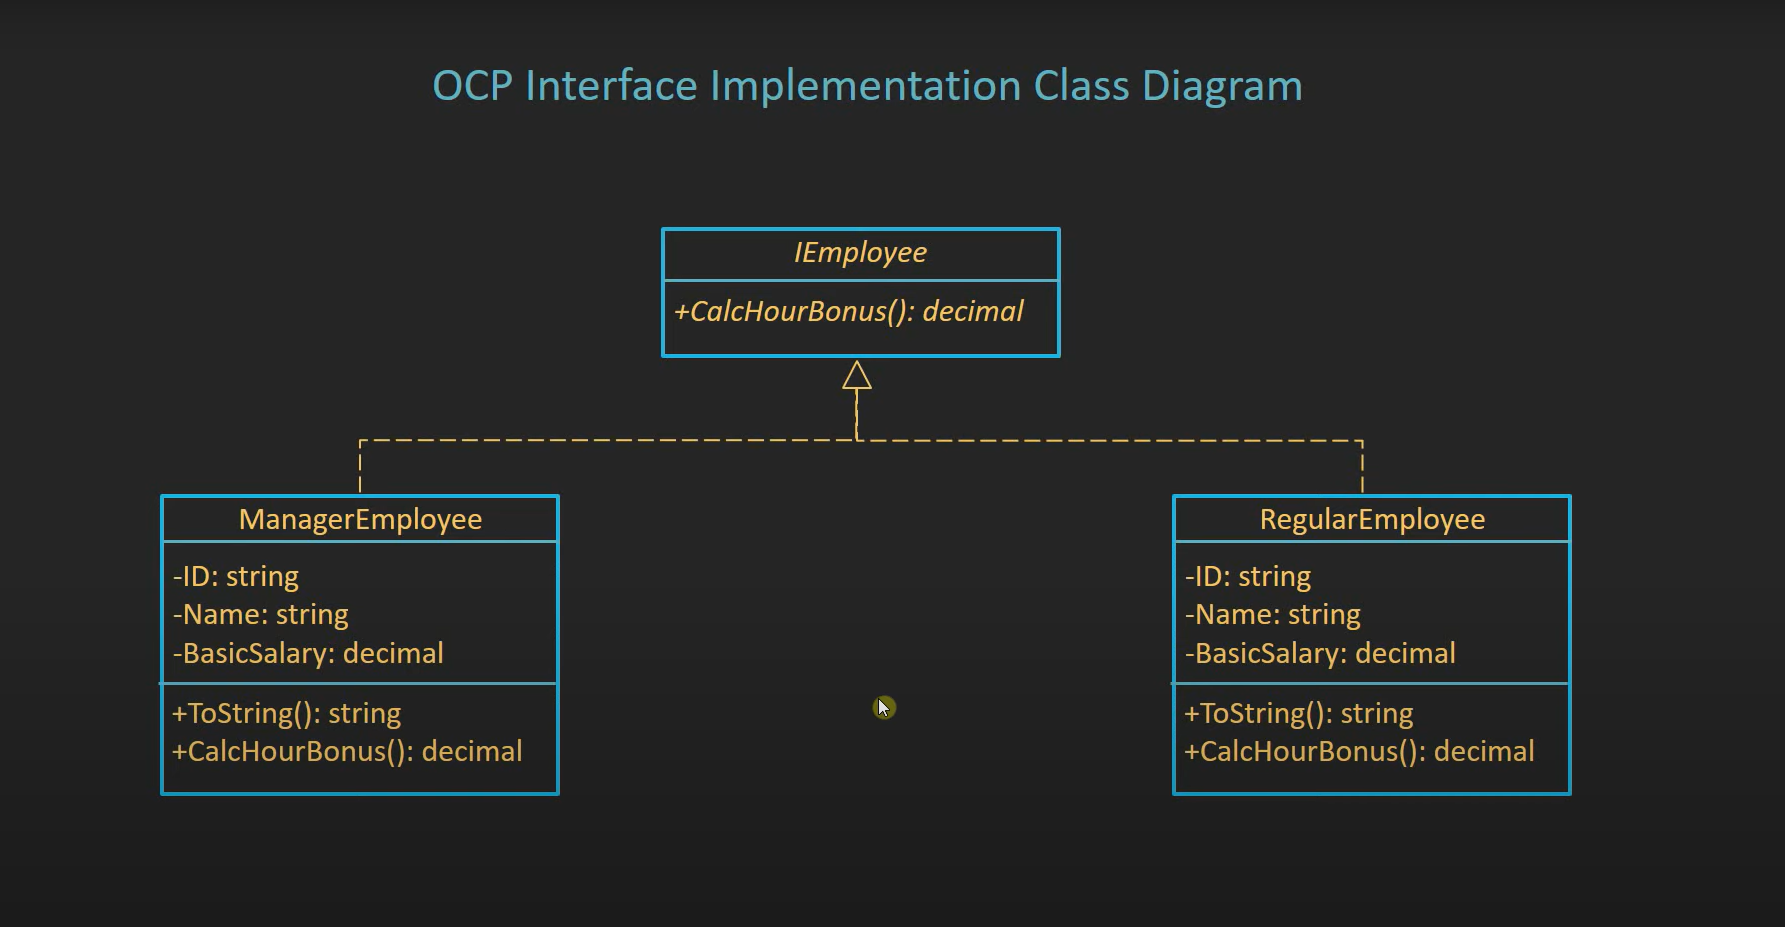 OCP Interface Implementation Class Diagram
IEmployee
+CalcHourBonus(): decimal
ManagerEmployee
-ID: string
-Name: string
-BasicSalary: decimal
+ToString(): string
+CalcHourBonus(): decimal
RegularEmployee
-ID: string
-Name: string
-BasicSalary: decimal
+ToString(): string
+CalcHourBonus(): decimal